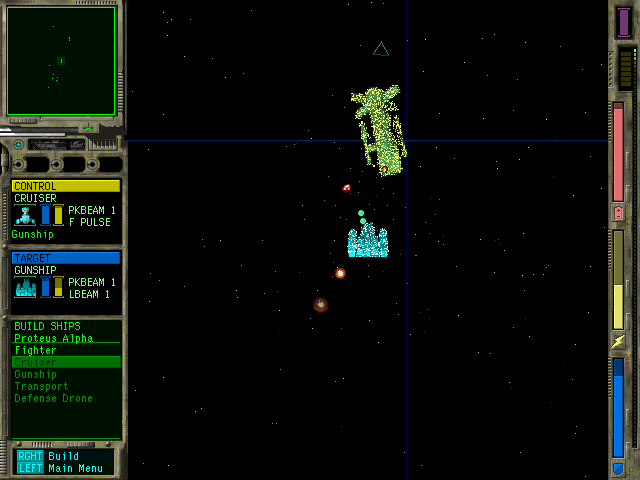 CONTROL
CRUISER
PKBEAM 1
F PULSE
Gunship
TARGET
GUNSHIP
PKBEAM 1
LBEAM 1
BUILD SHIPS
Proteus Alpha
Fighter
Cruiser
Gunship
Transport
Defense Drone
RGHT Build
LEFT Main Menu